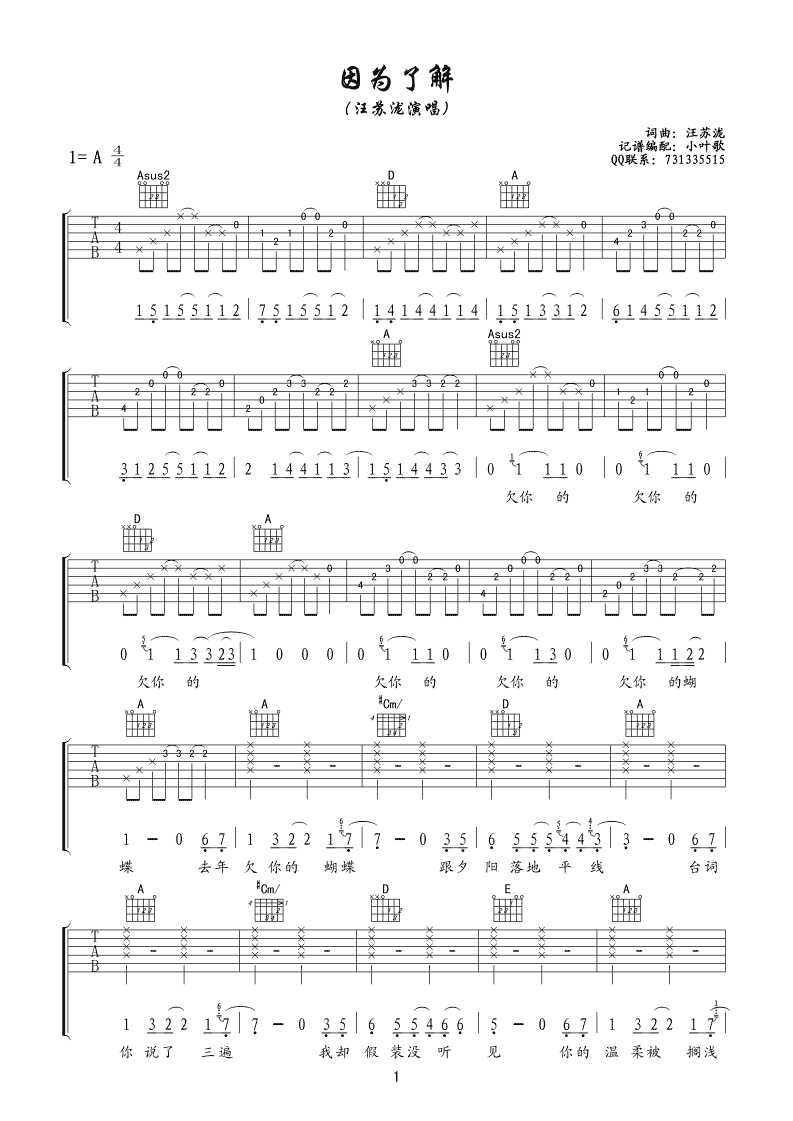 因为了解
（汪苏泷演唱）
词�：汪苏泷
记谱编配：小叶歌
QQ联系：731335515
1= A 4/4
Asus2 D A
T A B 4 4
1 5 1 5 5 1 1 2 | 7 5 1 5 5 1 2 | 1 4 1 4 4 1 1 4 | 1 5 1 3 3 1 2 | 6 1 4 5 5 1 1 2
A Asus2
T A B
3 1 2 5 5 1 1 2 | 2 1 4 4 1 1 3 | 1 5 1 4 4 3 3 | 0 1 1 1 0 | 0 1 1 1 0
欠你 的 欠你 的
D A
T A B
0 1 1 3 3 2 3 | 1 0 0 0 | 0 1 1 1 0 | 0 1 1 3 0 | 0 1 1 1 2 2
欠你 的 欠你 的 欠你 的 欠你 的蝴
A A #Cm/ D A
T A B
1 - 0 6 7 | 1 3 2 2 1 7 | 7 - 0 3 5 | 6 5 5 5 4 4 3 | 3 - 0 6 7
蝶 去年 欠 你的 蝴蝶 跟夕 阳 落地 平 线 台词
A #Cm/ D E A
T A B
1 3 2 2 1 7 | 7 - 0 3 5 | 6 5 5 4 6 6 | 5 - 0 6 7 | 1 3 2 2 1 7
你 说了 三遍 我却 假 装没 听 见 你的 温 柔被 搁浅
1